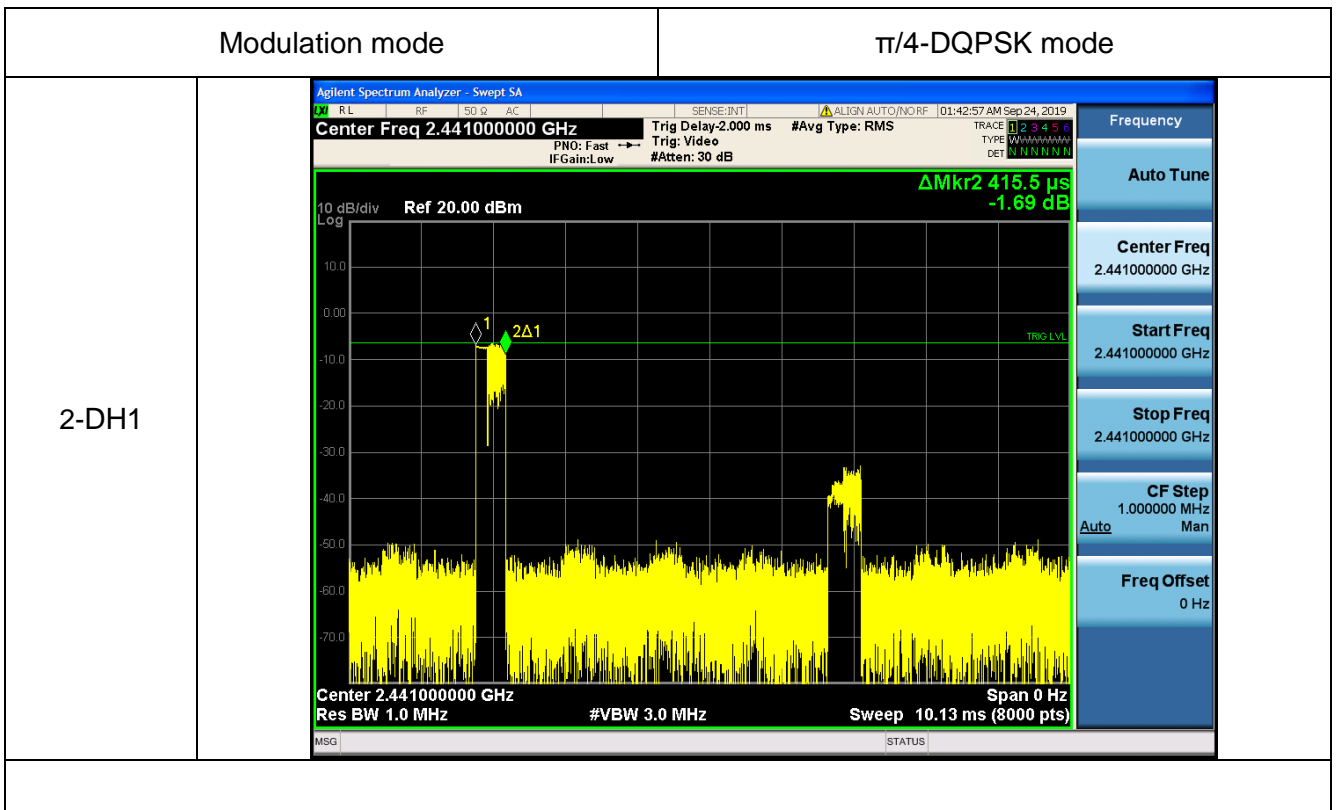 Modulation mode
π/4-DQPSK mode
2-DH1
Agilent Spectrum Analyzer - Swept SA
LXI RL RF 50 Ω AC SENSE:INT ALIGN AUTO/NO RF 01:42:57 AM Sep 24, 2019
Center Freq 2.441000000 GHz
PNO: Fast
IFGain:Low
Trig Delay-2.000 ms
Trig: Video
#Atten: 30 dB
#Avg Type: RMS
TRACE 1 2 3 4 5 6
TYPE
DET N N N N N N
ΔMkr2 415.5 µs
-1.69 dB
10 dB/div Ref 20.00 dBm
Log
10.0
0.00
1
2Δ1
TRIG LVL
-10.0
-20.0
-30.0
-40.0
-50.0
-60.0
-70.0
Center 2.441000000 GHz Span 0 Hz
Res BW 1.0 MHz #VBW 3.0 MHz Sweep 10.13 ms (8000 pts)
MSG STATUS
Frequency
Auto Tune
Center Freq
2.441000000 GHz
Start Freq
2.441000000 GHz
Stop Freq
2.441000000 GHz
CF Step
1.000000 MHz
Auto Man
Freq Offset
0 Hz